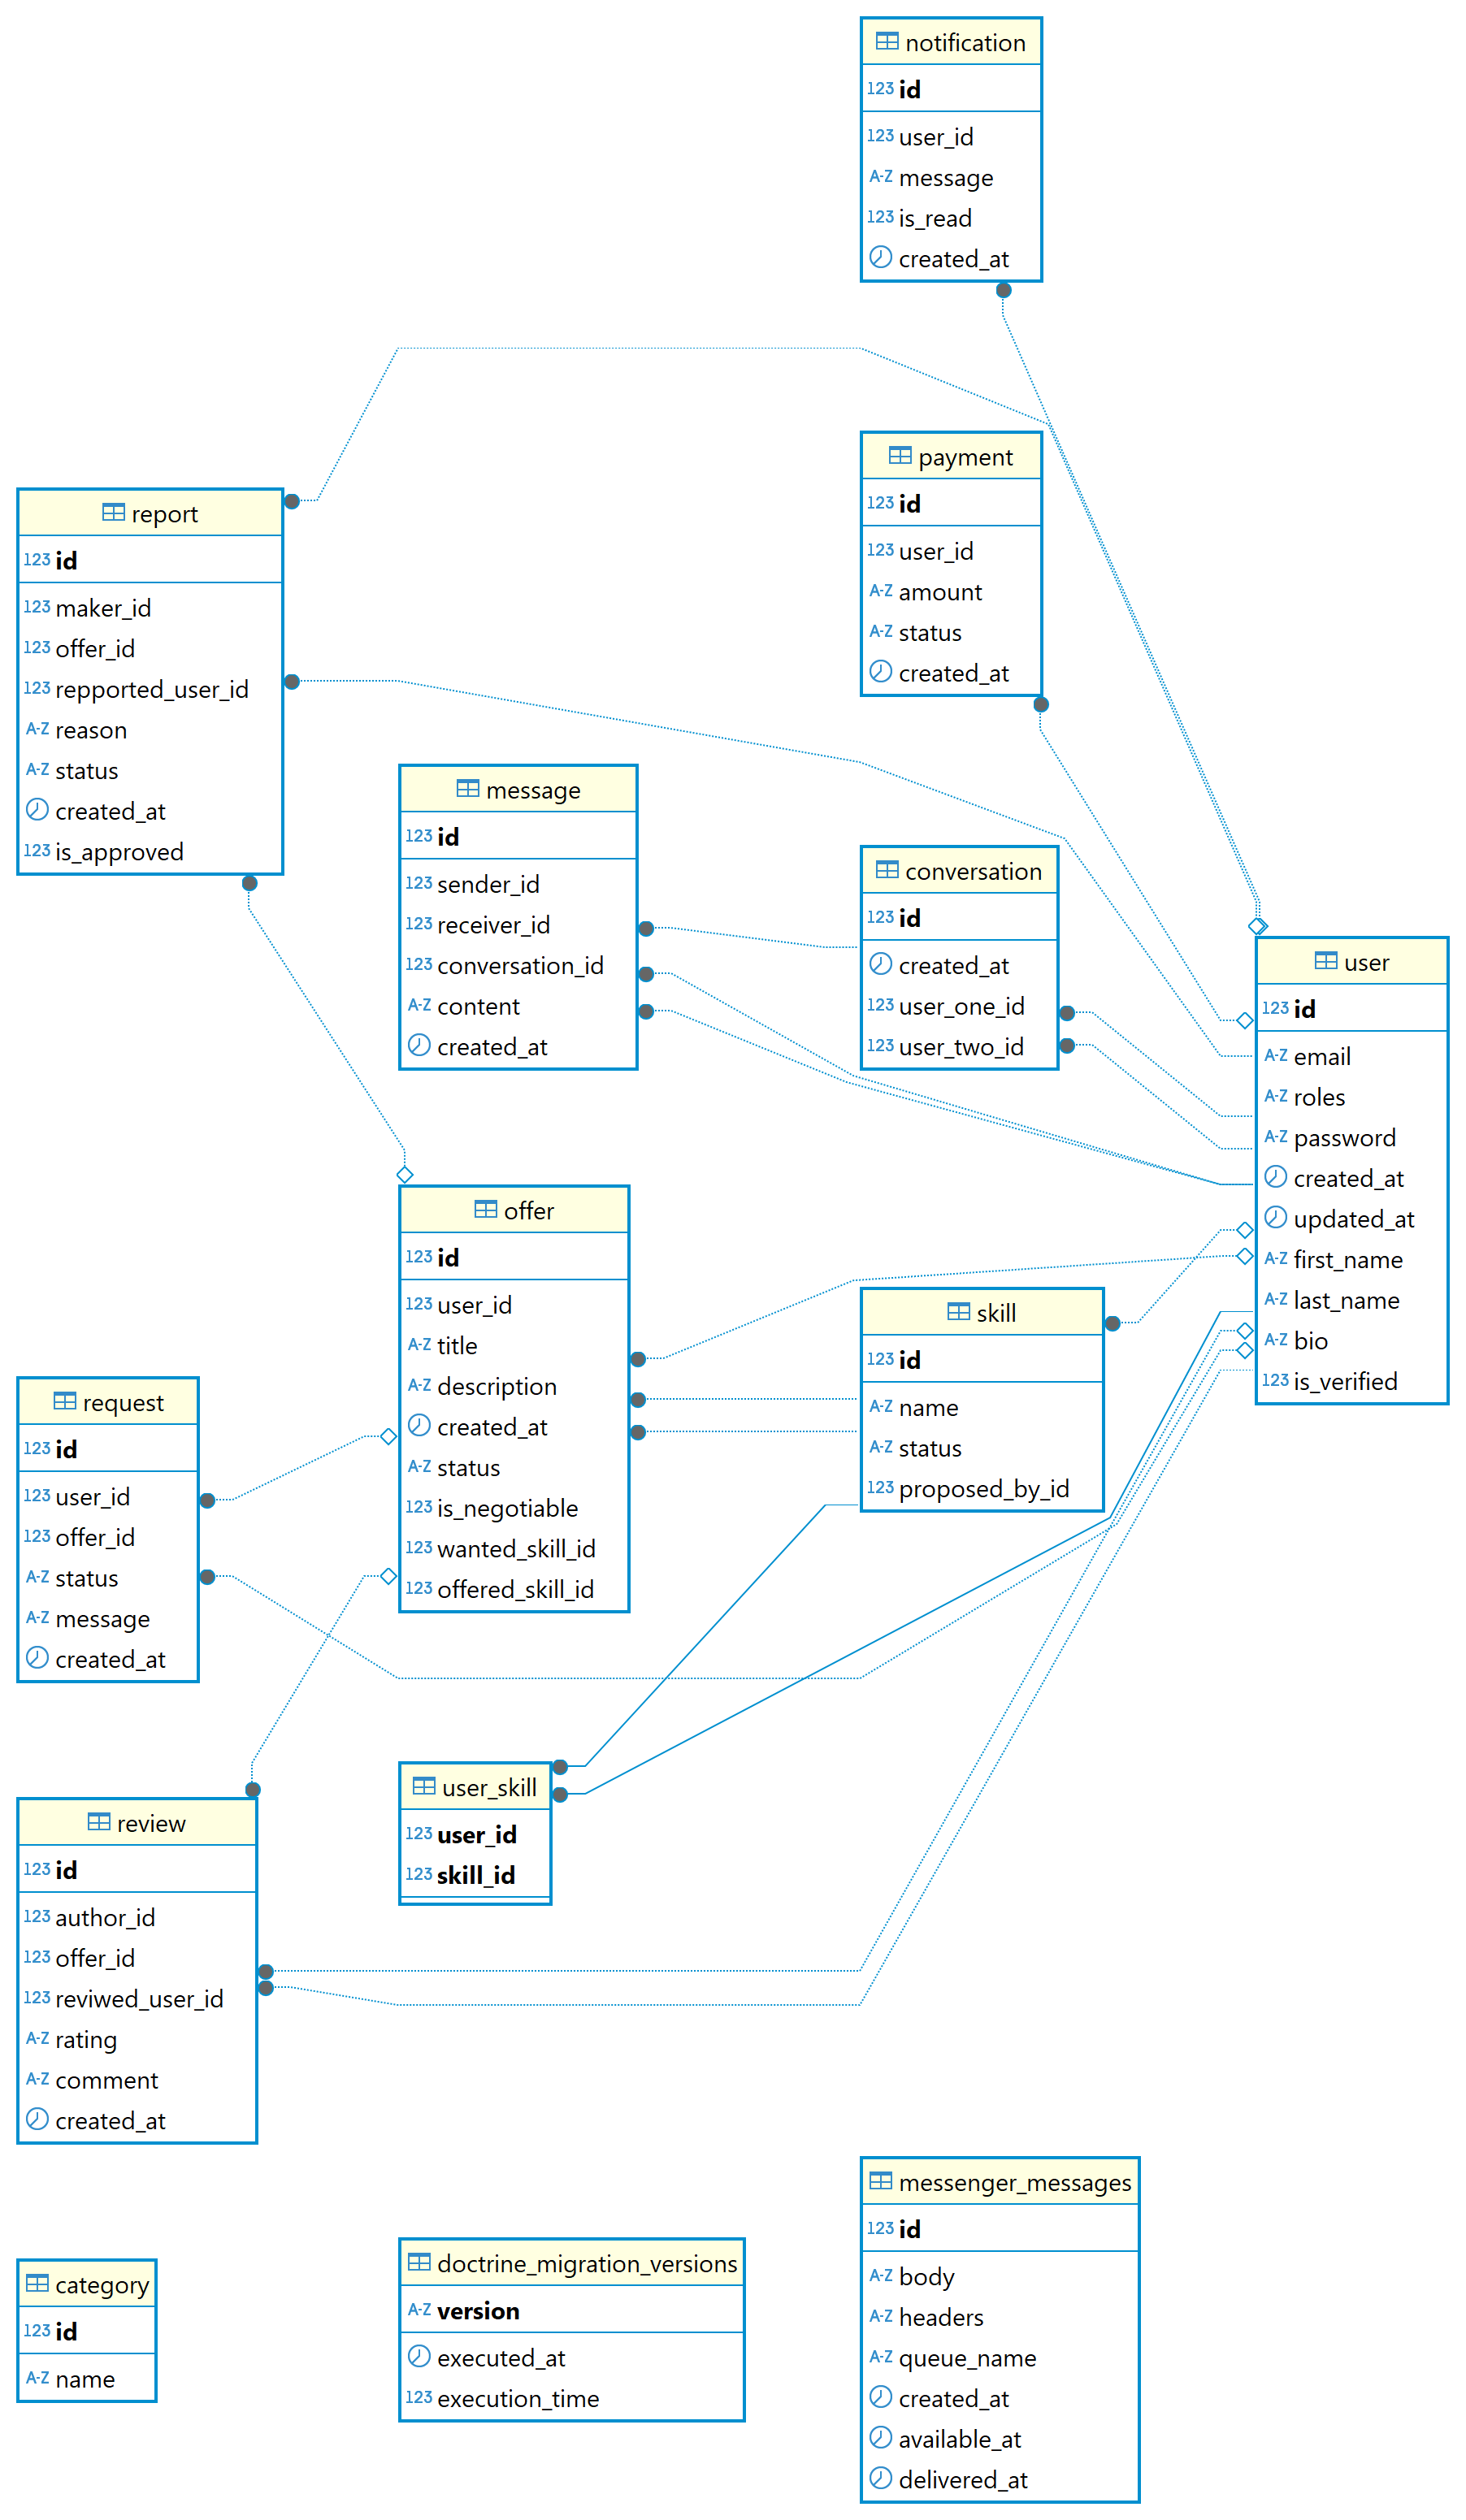 notification
123 id
123 user_id
A-Z message
123 is_read
created_at
payment
123 id
123 user_id
A-Z amount
A-Z status
created_at
report
123 id
123 maker_id
123 offer_id
123 repported_user_id
A-Z reason
A-Z status
created_at
123 is_approved
message
123 id
123 sender_id
123 receiver_id
123 conversation_id
A-Z content
created_at
conversation
123 id
created_at
123 user_one_id
123 user_two_id
user
123 id
A-Z email
A-Z roles
A-Z password
created_at
updated_at
A-Z first_name
A-Z last_name
A-Z bio
123 is_verified
offer
123 id
123 user_id
A-Z title
A-Z description
created_at
A-Z status
123 is_negotiable
123 wanted_skill_id
123 offered_skill_id
skill
123 id
A-Z name
A-Z status
123 proposed_by_id
request
123 id
123 user_id
123 offer_id
A-Z status
A-Z message
created_at
user_skill
123 user_id
123 skill_id
review
123 id
123 author_id
123 offer_id
123 reviwed_user_id
A-Z rating
A-Z comment
created_at
messenger_messages
123 id
A-Z body
A-Z headers
A-Z queue_name
created_at
available_at
delivered_at
doctrine_migration_versions
A-Z version
executed_at
123 execution_time
category
123 id
A-Z name